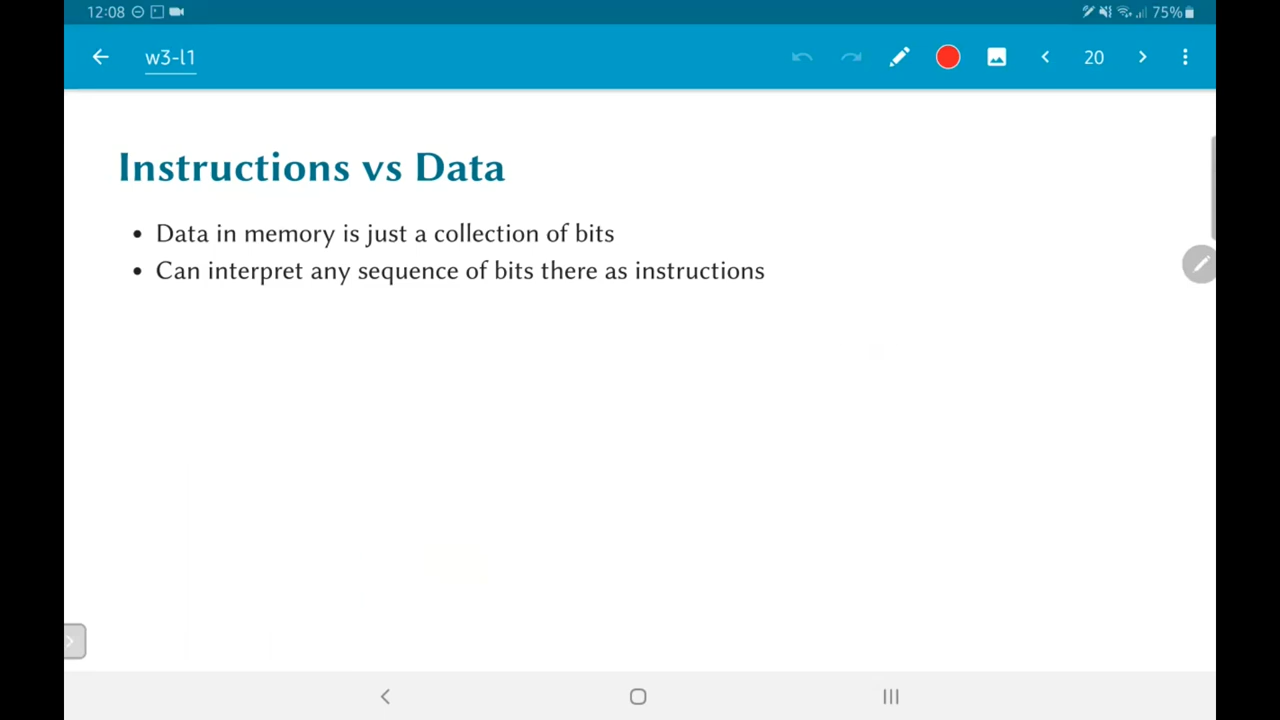 12:08 75%
w3-l1 20
Instructions vs Data
• Data in memory is just a collection of bits
• Can interpret any sequence of bits there as instructions